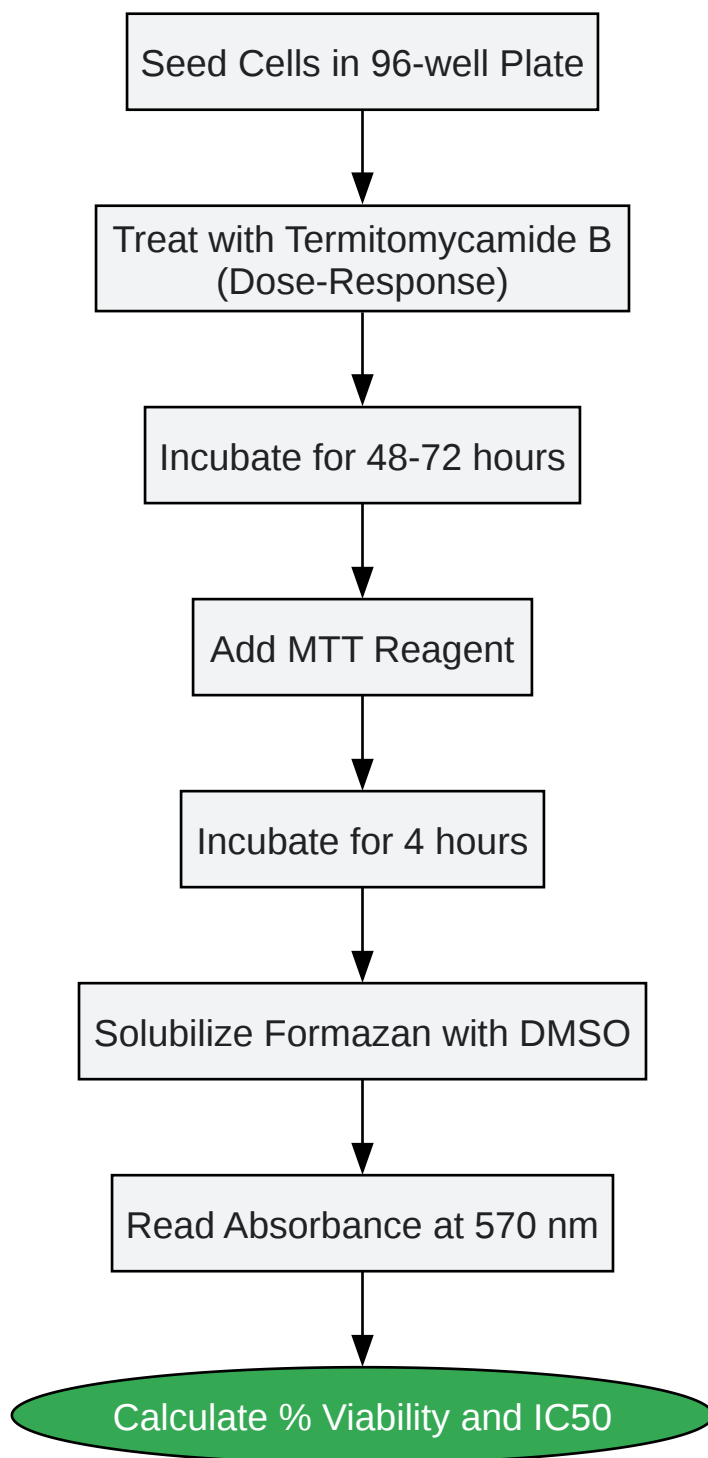 Seed Cells in 96-well Plate
Treat with Termitomycamide B
(Dose-Response)
Incubate for 48-72 hours
Add MTT Reagent
Incubate for 4 hours
Solubilize Formazan with DMSO
Read Absorbance at 570 nm
Calculate % Viability and IC50